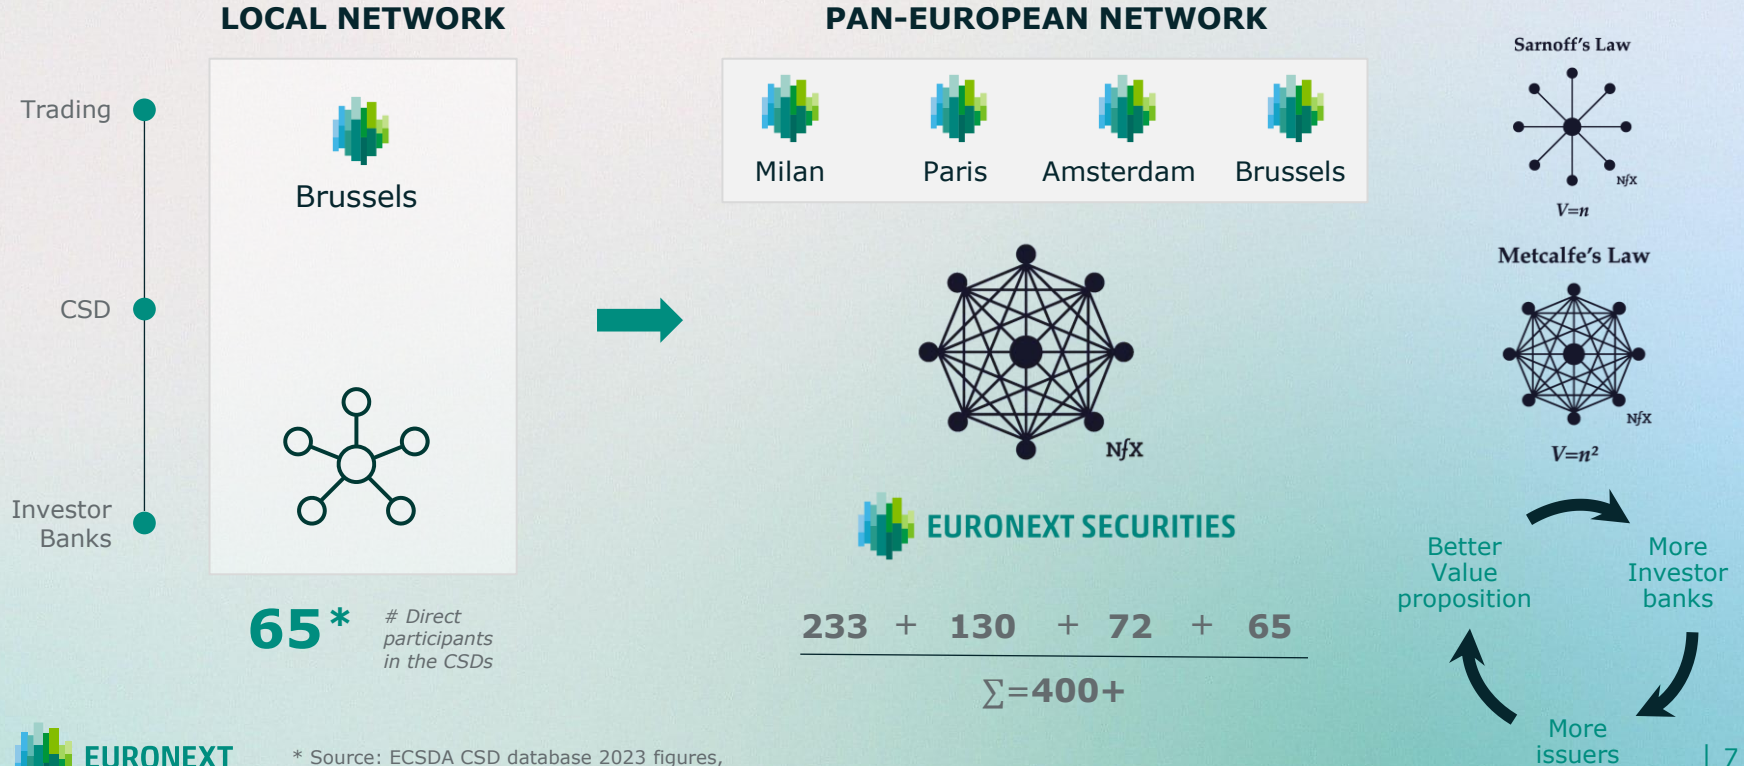 LOCAL NETWORK
PAN-EUROPEAN NETWORK
Trading
CSD
Investor
Banks
Brussels
65*
# Direct
participants
in the CSDs
Milan
Paris
Amsterdam
Brussels
NfX
EURONEXT SECURITIES
233 + 130 + 72 + 65
∑=400+
Sarnoff's Law
NfX
V=n
Metcalfe's Law
NfX
V=n²
Better
Value
proposition
More
Investor
banks
More
issuers
EURONEXT
* Source: ECSDA CSD database 2023 figures,
| 7